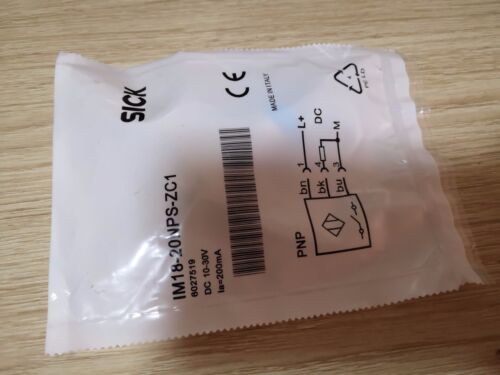 SICK
MADE IN ITALY
4
PE-LD
IM18-20NPS-ZC1
6027519
DC 10-30V
Ia=200mA
PNP
bn 1 L+
bk 4 DC
bu 3 M